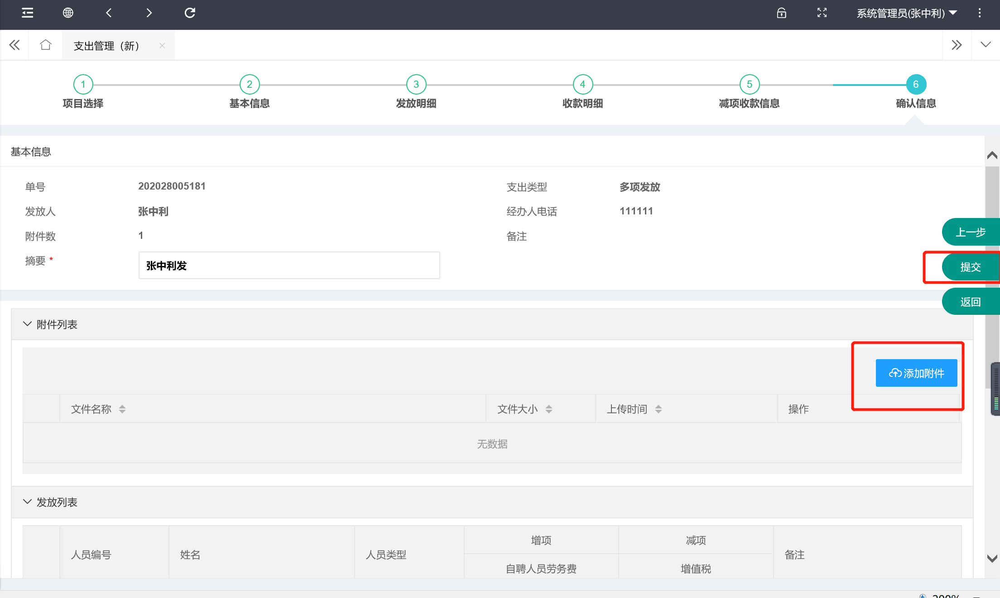 系统管理员(张中利)
支出管理（新）
1 2 3 4 5 6
项目选择 基本信息 发放明细 收款明细 减项收款信息 确认信息
基本信息
单号 202028005181 支出类型 多项发放
发放人 张中利 经办人电话 111111
附件数 1 备注
摘要 * 张中利发
上一步
提交
返回
附件列表
添加附件
文件名称 文件大小 上传时间 操作
无数据
发放列表
人员编号 姓名 人员类型 增项 减项 备注
自聘人员劳务费 增值税
200%